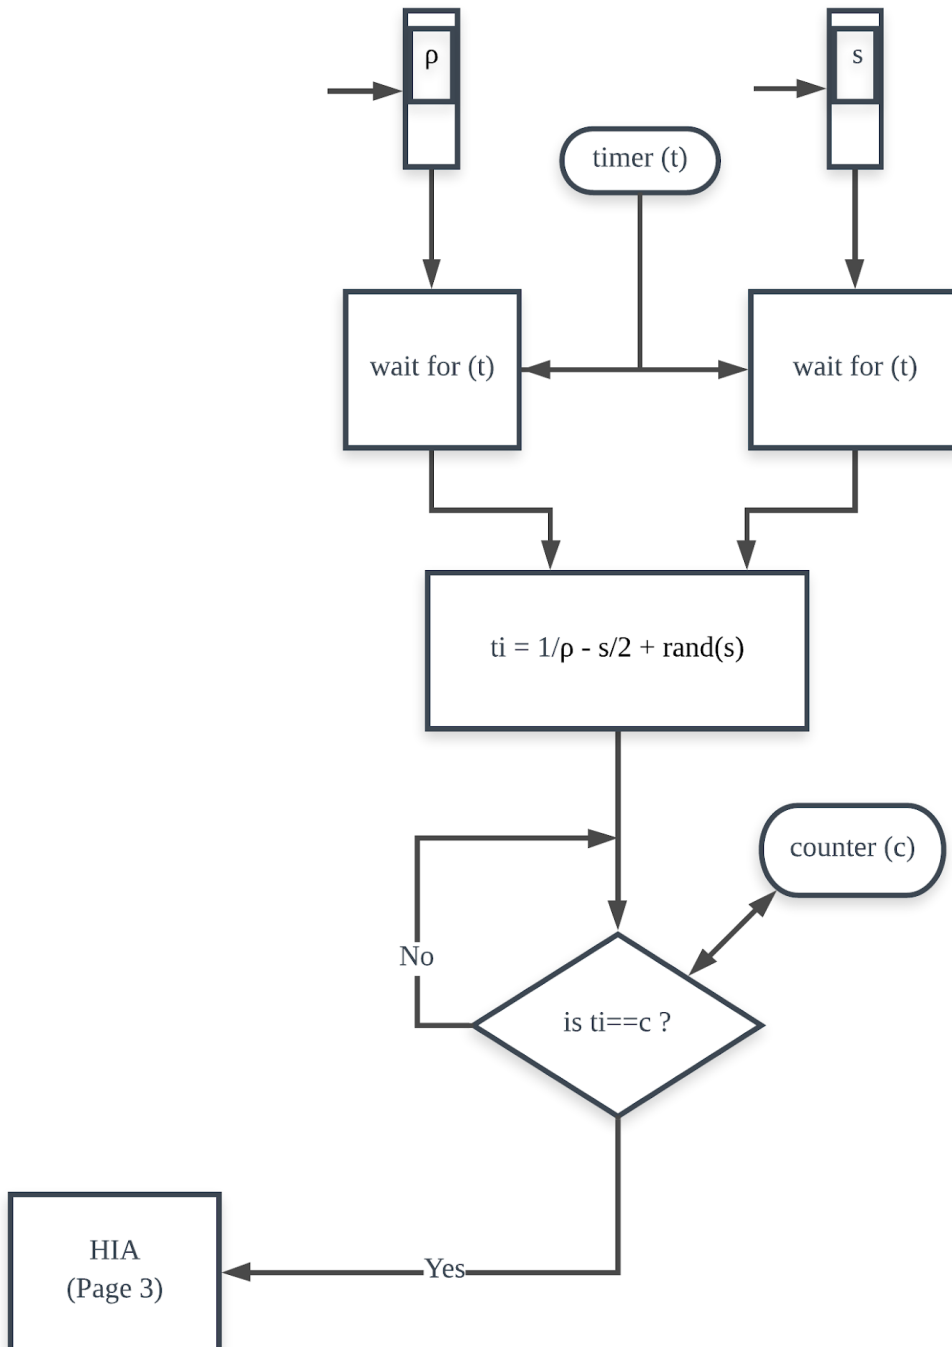 ρ
s
timer (t)
wait for (t)
wait for (t)
ti = 1/ρ - s/2 + rand(s)
counter (c)
No
is ti==c ?
HIA
(Page 3)
Yes